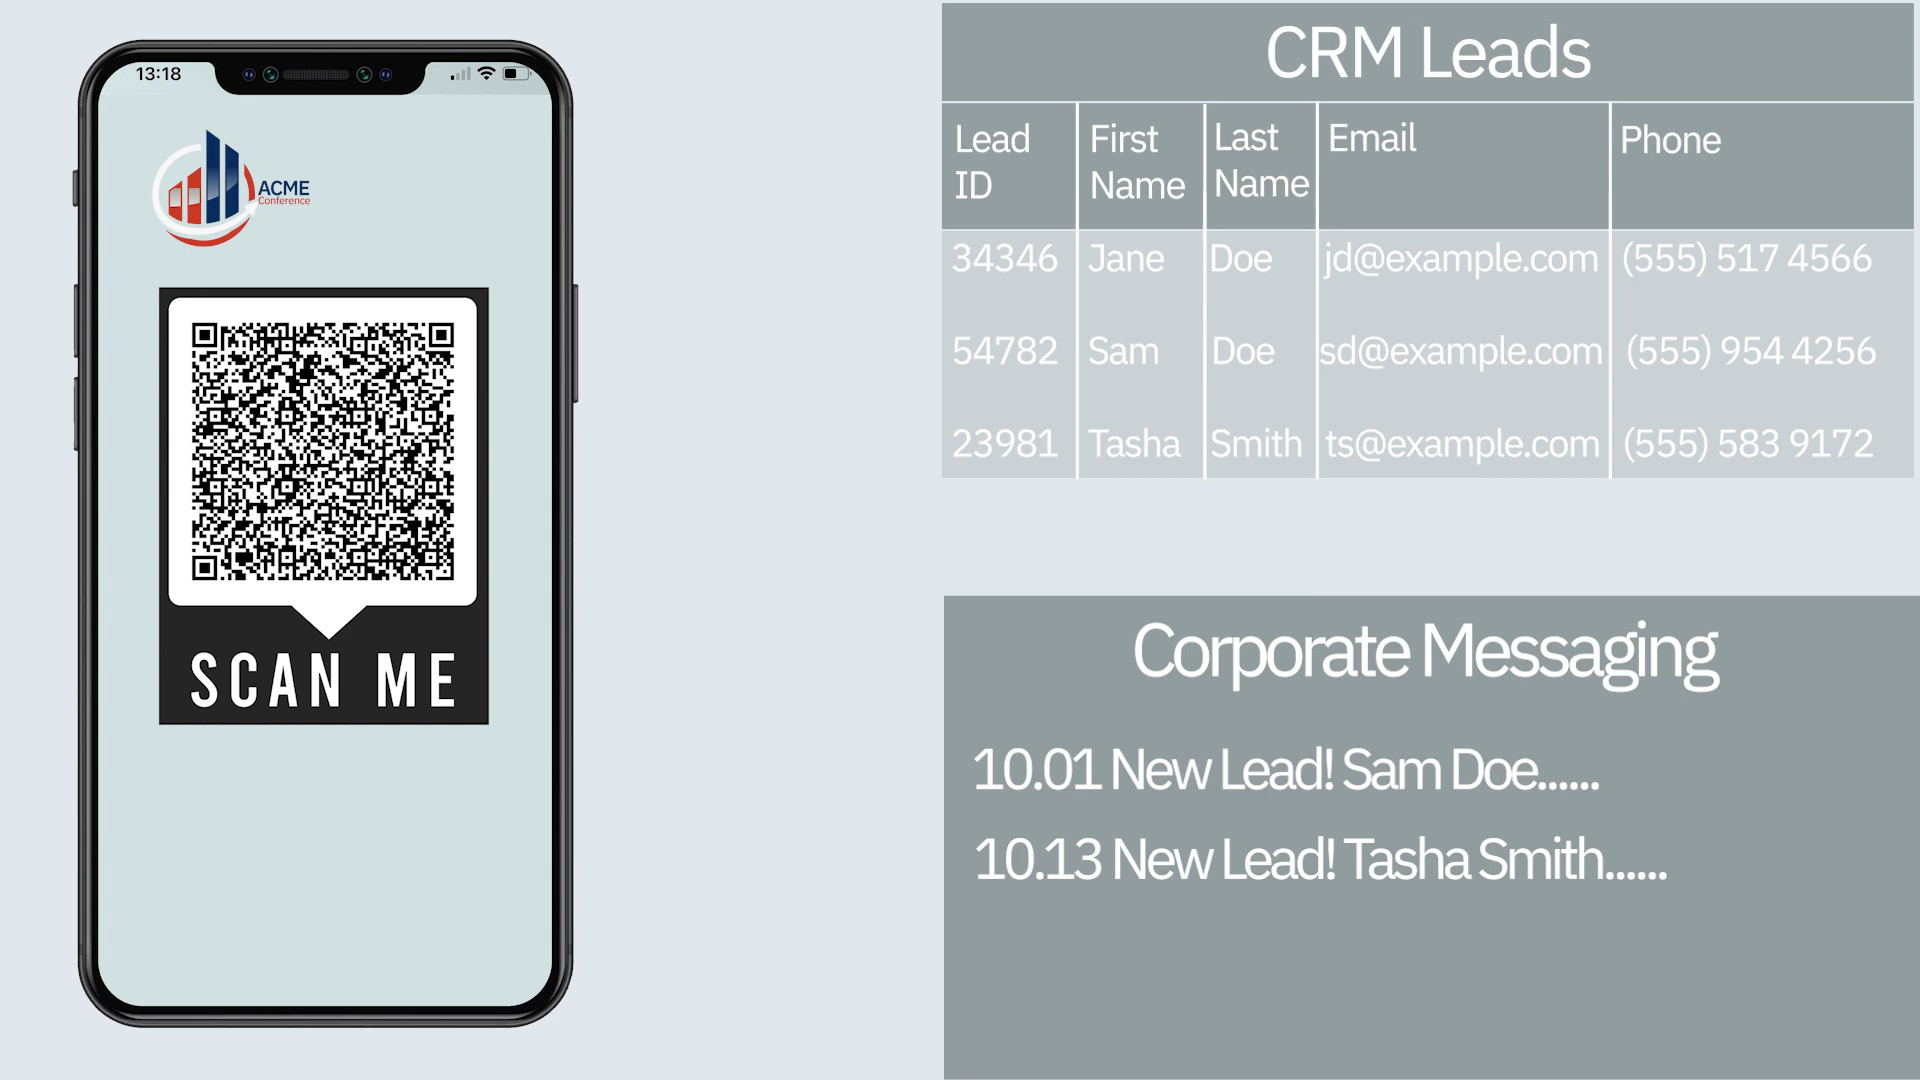 13:18
ACME
Conference
SCAN ME
CRM Leads
Lead ID First Name Last Name Email Phone
34346 Jane Doe jd@example.com (555) 517 4566
54782 Sam Doe sd@example.com (555) 954 4256
23981 Tasha Smith ts@example.com (555) 583 9172
Corporate Messaging
10.01 New Lead! Sam Doe......
10.13 New Lead! Tasha Smith......